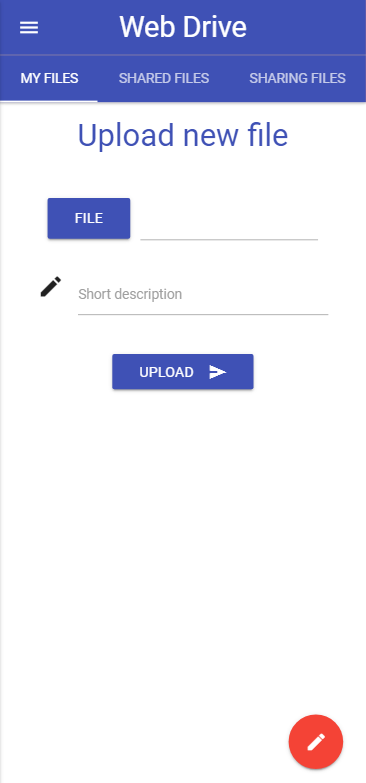 Web Drive
MY FILES SHARED FILES SHARING FILES
Upload new file
FILE
Short description
UPLOAD